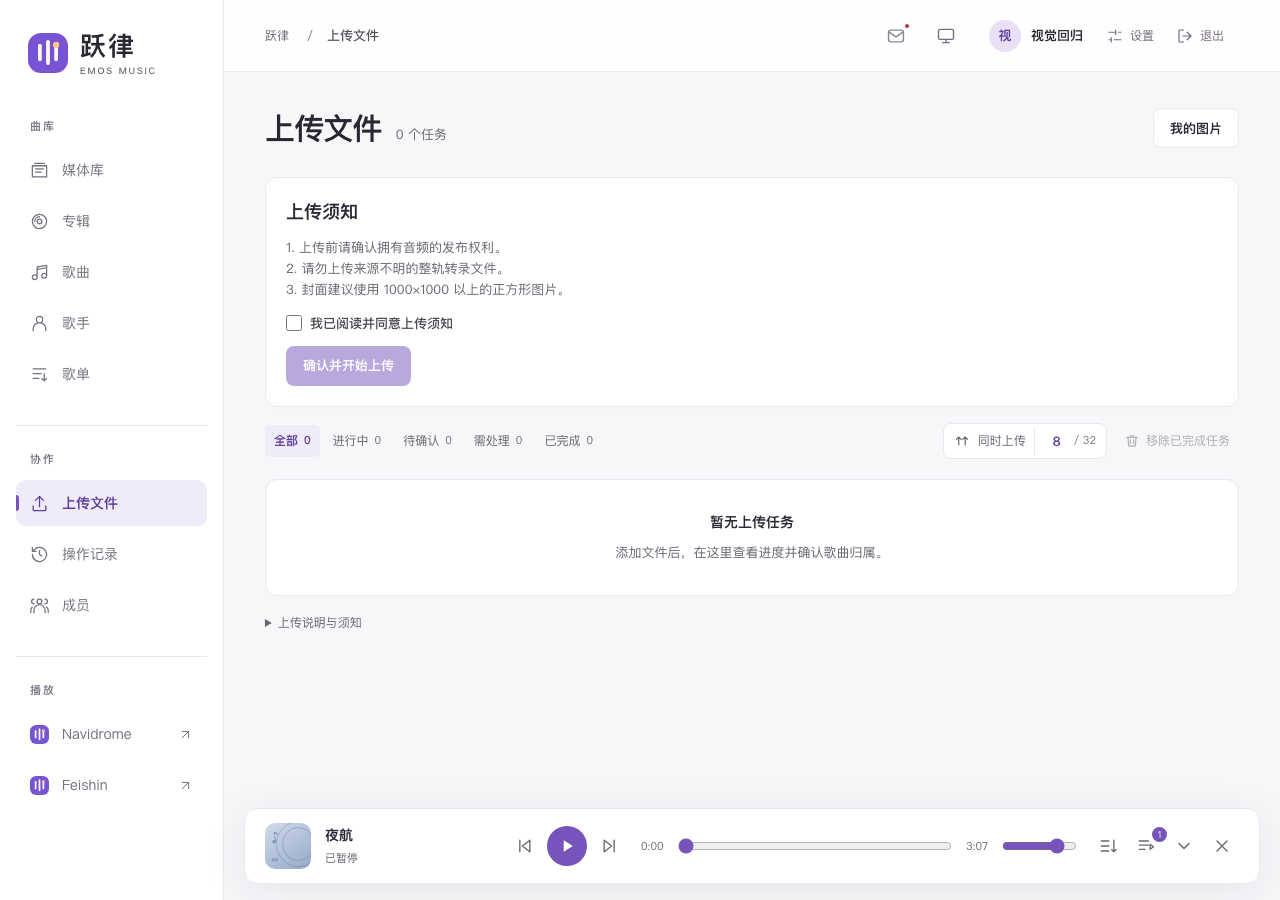 跃律
EMOS MUSIC
曲库
媒体库
专辑
歌曲
歌手
歌单
协作
上传文件
操作记录
成员
播放
Navidrome
Feishin
跃律 / 上传文件
视 视觉回归 设置 退出
上传文件 0 个任务
我的图片
上传须知
1. 上传前请确认拥有音频的发布权利。
2. 请勿上传来源不明的整轨转录文件。
3. 封面建议使用 1000×1000 以上的正方形图片。
我已阅读并同意上传须知
确认并开始上传
全部 0 进行中 0 待确认 0 需处理 0 已完成 0
同时上传 8 / 32 移除已完成任务
暂无上传任务
添加文件后，在这里查看进度并确认歌曲归属。
上传说明与须知
夜航
已暂停
0:00 3:07 1